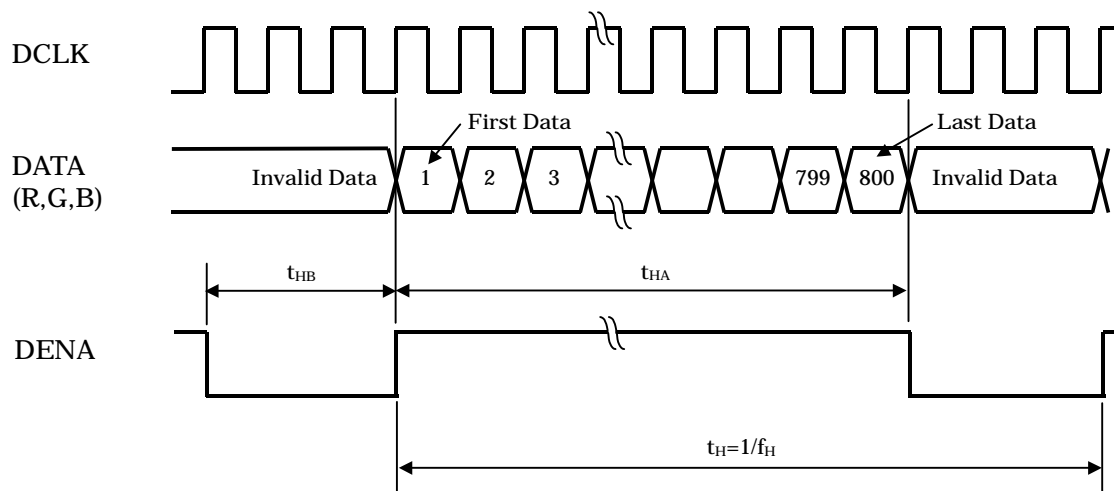 DCLK
First Data
Last Data
DATA
(R,G,B)
Invalid Data
1
2
3
799
800
Invalid Data
tHB
tHA
DENA
tH=1/fH